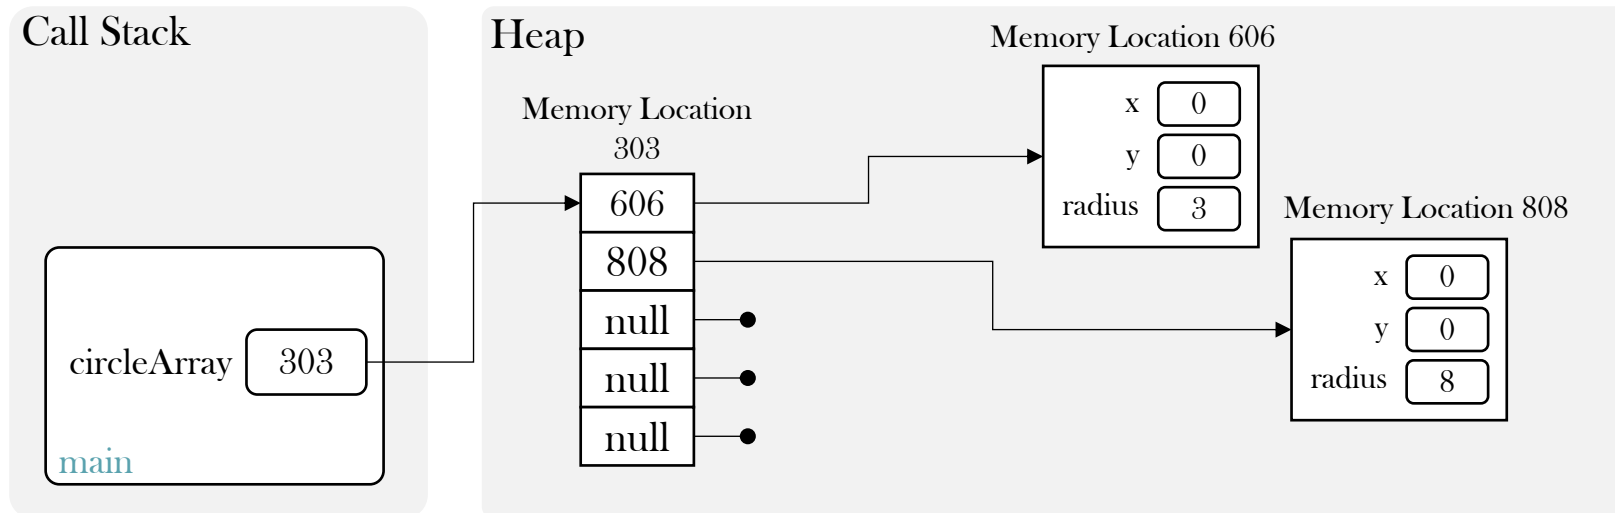 Call Stack
circleArray 303
main
Heap
Memory Location
303
606
808
null
null
null
Memory Location 606
x 0
y 0
radius 3
Memory Location 808
x 0
y 0
radius 8